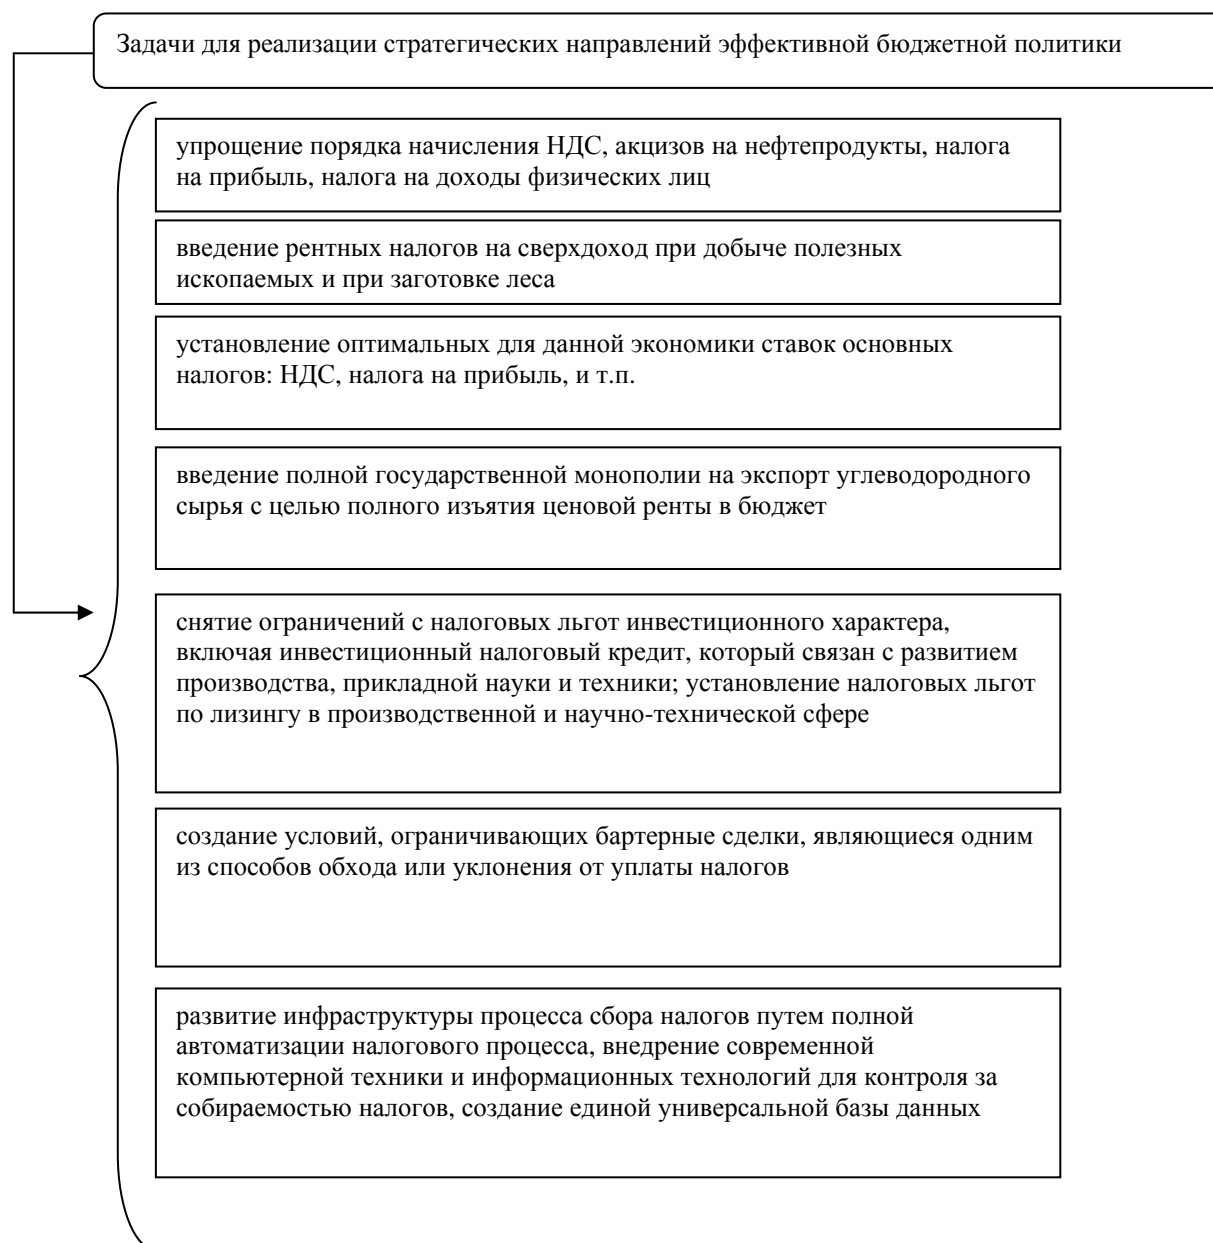 Задачи для реализации стратегических направлений эффективной бюджетной политики
упрощение порядка начисления НДС, акцизов на нефтепродукты, налога
на прибыль, налога на доходы физических лиц
введение рентных налогов на сверхдоход при добыче полезных
ископаемых и при заготовке леса
установление оптимальных для данной экономики ставок основных
налогов: НДС, налога на прибыль, и т.п.
введение полной государственной монополии на экспорт углеводородного
сырья с целью полного изъятия ценовой ренты в бюджет
снятие ограничений с налоговых льгот инвестиционного характера,
включая инвестиционный налоговый кредит, который связан с развитием
производства, прикладной науки и техники; установление налоговых льгот
по лизингу в производственной и научно-технической сфере
создание условий, ограничивающих бартерные сделки, являющиеся одним
из способов обхода или уклонения от уплаты налогов
развитие инфраструктуры процесса сбора налогов путем полной
автоматизации налогового процесса, внедрение современной
компьютерной техники и информационных технологий для контроля за
собираемостью налогов, создание единой универсальной базы данных